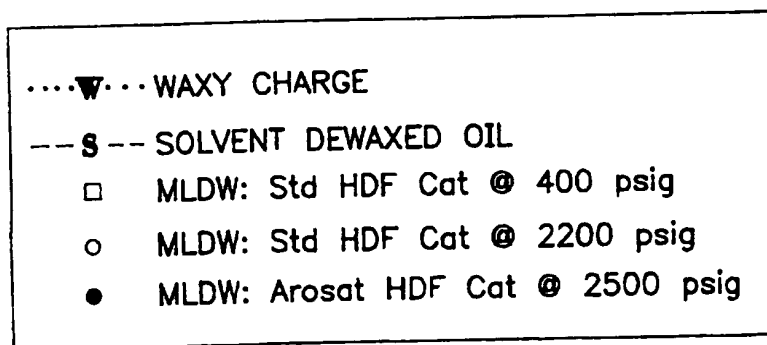 ····W··· WAXY CHARGE
--S-- SOLVENT DEWAXED OIL
□ MLDW: Std HDF Cat @ 400 psig
○ MLDW: Std HDF Cat @ 2200 psig
● MLDW: Arosat HDF Cat @ 2500 psig